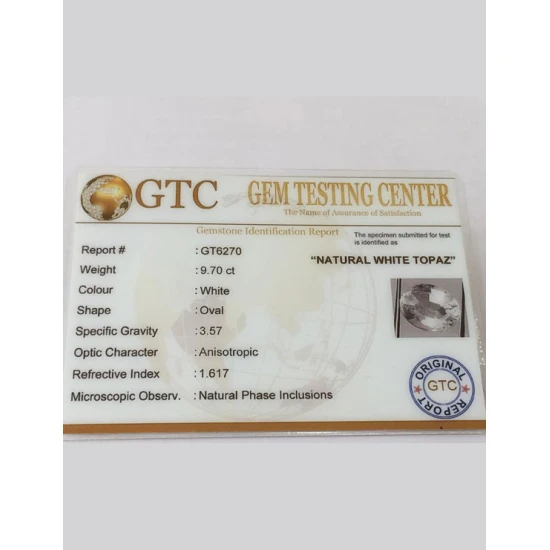 GTC GEM TESTING CENTER
The Name of Assurance of Satisfaction
Gemstone Identification Report
Report # : GT6270
Weight : 9.70 ct
Colour : White
Shape : Oval
Specific Gravity : 3.57
Optic Character : Anisotropic
Refractive Index : 1.617
Microscopic Observ. : Natural Phase Inclusions
The specimen submitted for test
is identified as
"NATURAL WHITE TOPAZ"
ORIGINAL
GTC
REPORT